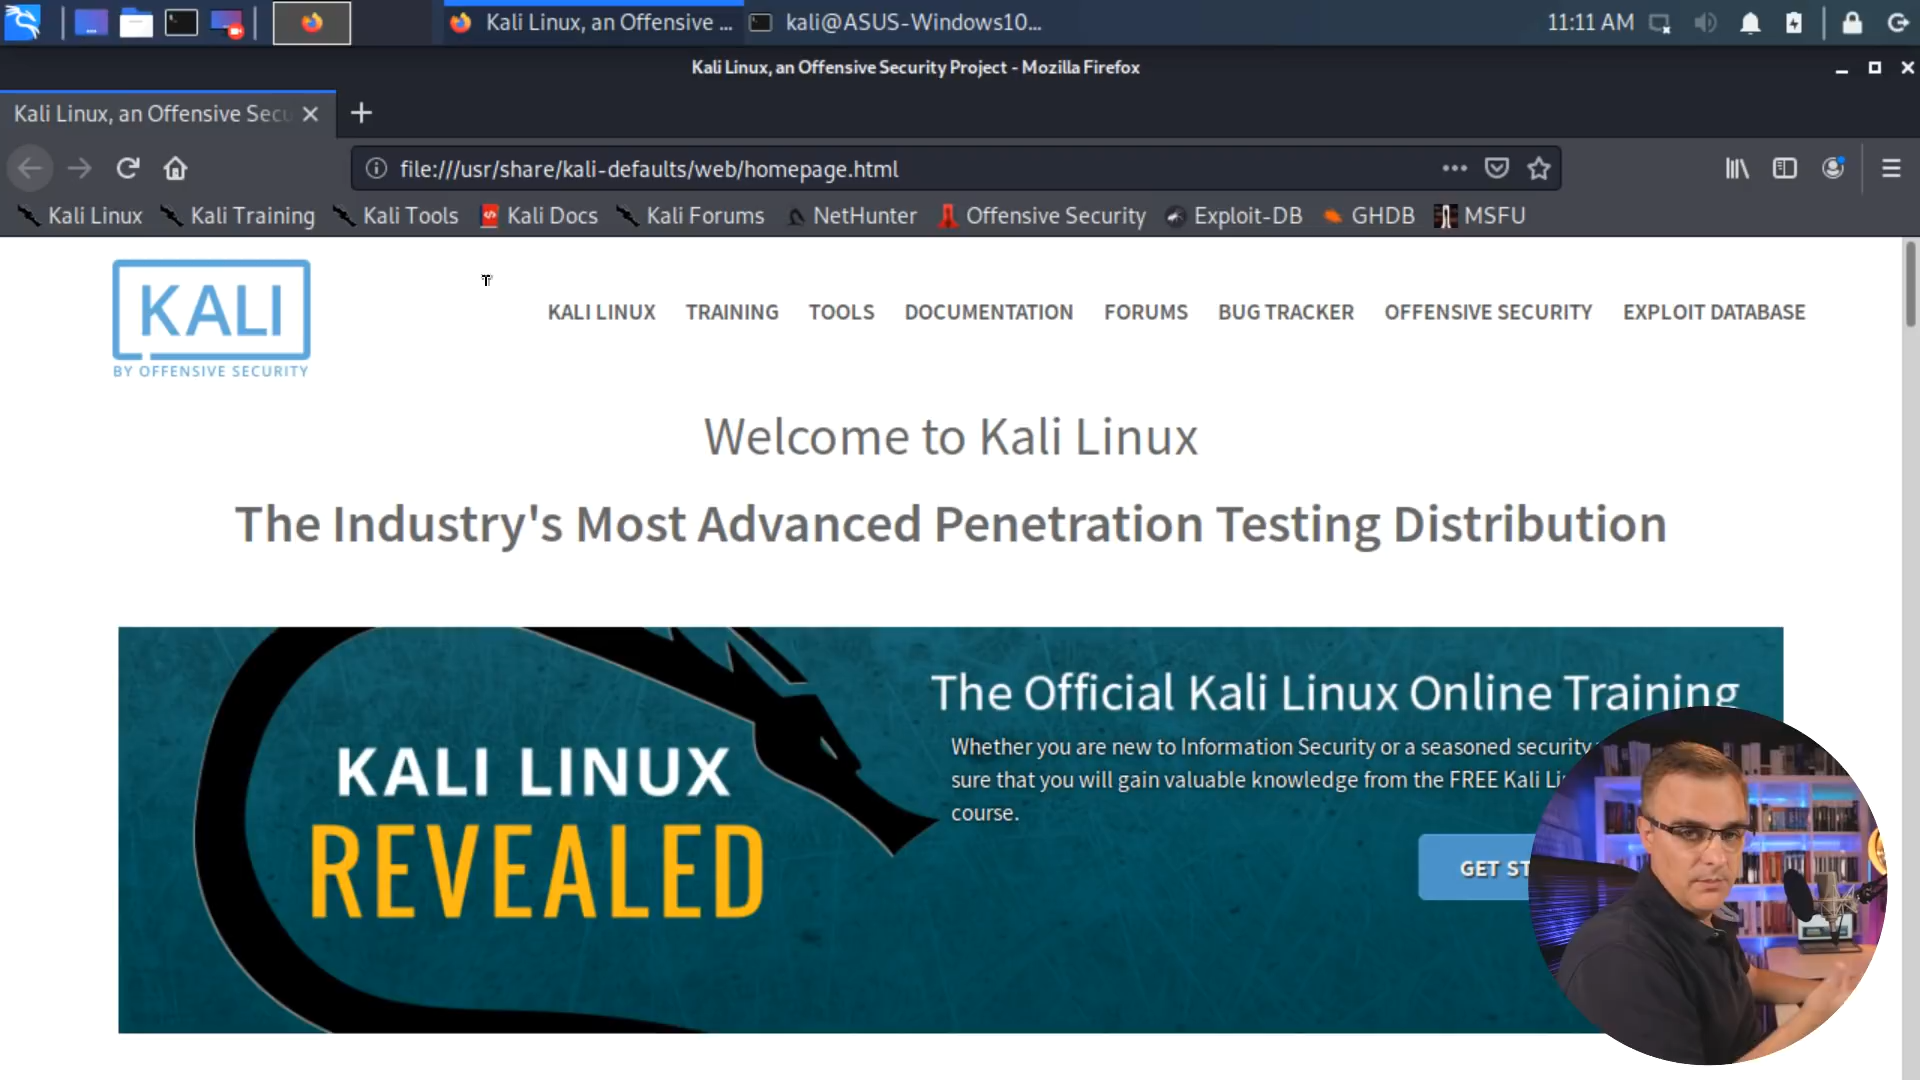 Kali Linux, an Offensive ...
kali@ASUS-Windows10...
11:11 AM
Kali Linux, an Offensive Security Project - Mozilla Firefox
Kali Linux, an Offensive Secu
file:///usr/share/kali-defaults/web/homepage.html
Kali Linux
Kali Training
Kali Tools
Kali Docs
Kali Forums
NetHunter
Offensive Security
Exploit-DB
GHDB
MSFU
KALI
BY OFFENSIVE SECURITY
KALI LINUX
TRAINING
TOOLS
DOCUMENTATION
FORUMS
BUG TRACKER
OFFENSIVE SECURITY
EXPLOIT DATABASE
Welcome to Kali Linux
The Industry's Most Advanced Penetration Testing Distribution
KALI LINUX
REVEALED
The Official Kali Linux Online Training
Whether you are new to Information Security or a seasoned security
sure that you will gain valuable knowledge from the FREE Kali Li
course.
GET ST